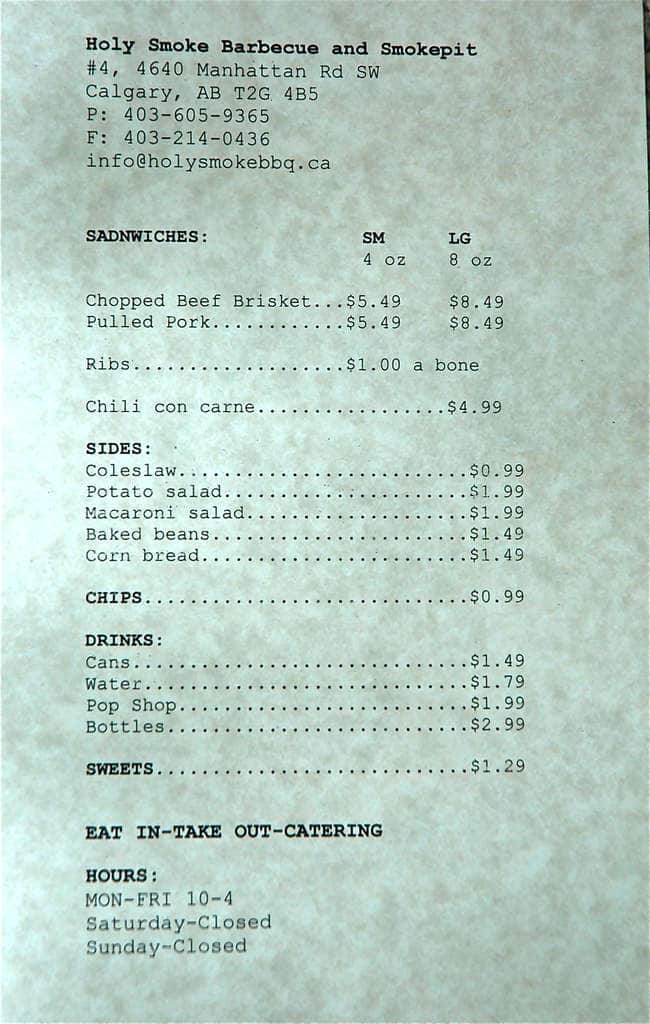 Holy Smoke Barbecue and Smokepit
#4, 4640 Manhattan Rd SW
Calgary, AB T2G 4B5
P: 403-605-9365
F: 403-214-0436
info@holysmokebbq.ca
SADNWICHES: SM LG
4 oz 8 oz
Chopped Beef Brisket...$5.49 $8.49
Pulled Pork............$5.49 $8.49
Ribs...................$1.00 a bone
Chili con carne.................$4.99
SIDES:
Coleslaw..........................$0.99
Potato salad......................$1.99
Macaroni salad....................$1.99
Baked beans.......................$1.49
Corn bread........................$1.49
CHIPS.............................$0.99
DRINKS:
Cans..............................$1.49
Water.............................$1.79
Pop Shop..........................$1.99
Bottles...........................$2.99
SWEETS............................$1.29
EAT IN-TAKE OUT-CATERING
HOURS:
MON-FRI 10-4
Saturday-Closed
Sunday-Closed